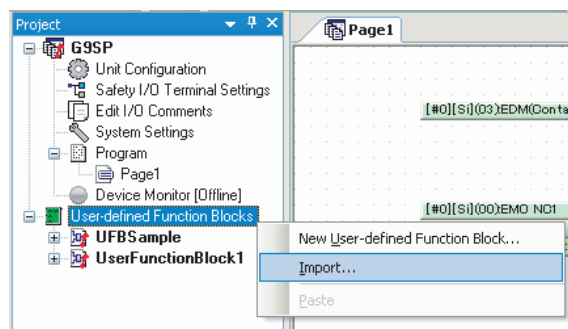 Project
G9SP
Unit Configuration
Safety I/O Terminal Settings
Edit I/O Comments
System Settings
Program
Page1
Device Monitor [Offline]
User-defined Function Blocks
UFBSample
UserFunctionBlock1
Page1
[#0][Si](03):EDM(Conta
[#0][Si](00):EMO NC1
New User-defined Function Block...
Import...
Paste